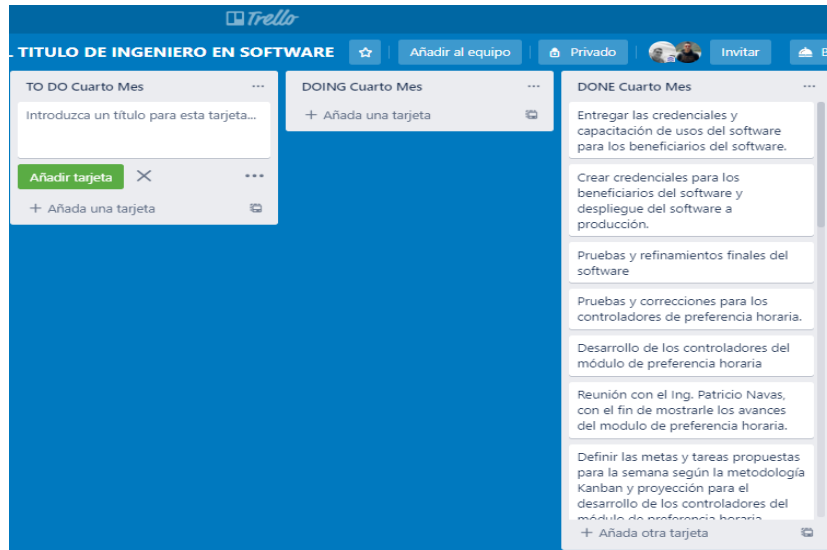 Trello
TITULO DE INGENIERO EN SOFTWARE
Añadir al equipo
Privado
Invitar
TO DO Cuarto Mes
Introduzca un título para esta tarjeta...
Añadir tarjeta
+ Añada una tarjeta
DOING Cuarto Mes
+ Añada una tarjeta
DONE Cuarto Mes
Entregar las credenciales y
capacitación de usos del software
para los beneficiarios del software.
Crear credenciales para los
beneficiarios del software y
despliegue del software a
producción.
Pruebas y refinamientos finales del
software
Pruebas y correcciones para los
controladores de preferencia horaria.
Desarrollo de los controladores del
módulo de preferencia horaria
Reunión con el Ing. Patricio Navas,
con el fin de mostrarle los avances
del modulo de preferencia horaria.
Definir las metas y tareas propuestas
para la semana según la metodología
Kanban y proyección para el
desarrollo de los controladores del
módulo de preferencia horaria
+ Añada otra tarjeta